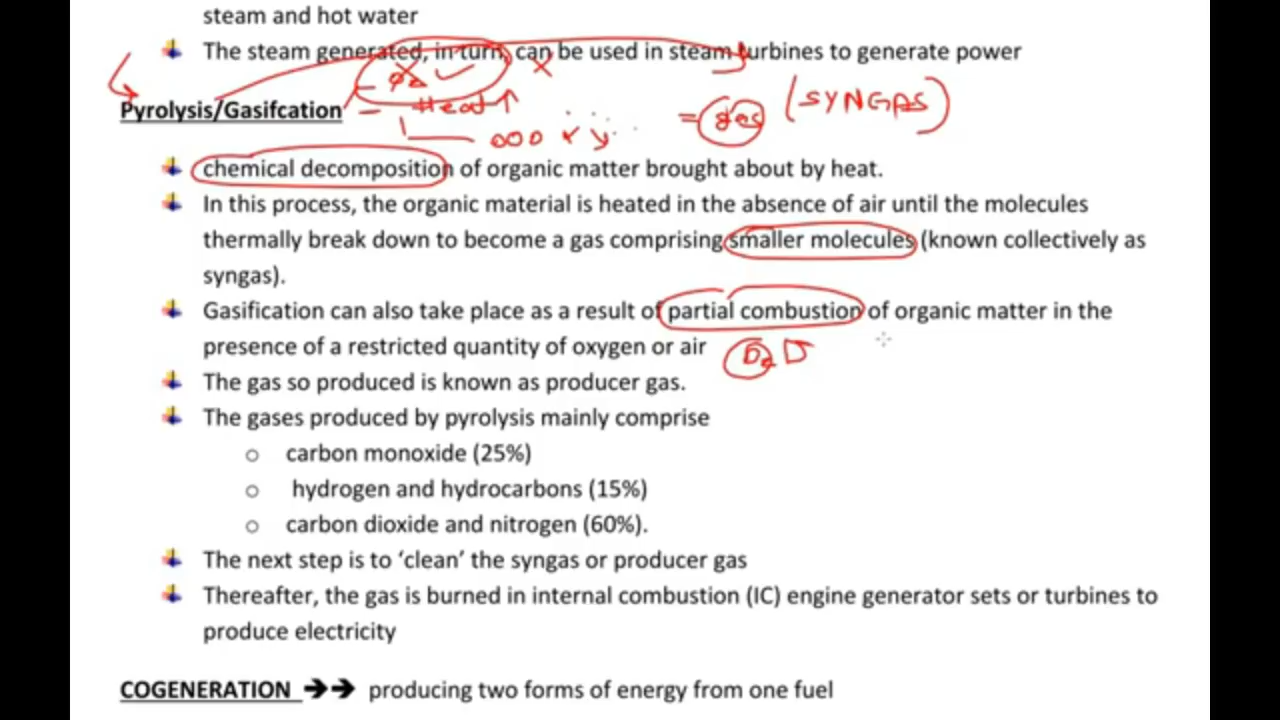 steam and hot water
The steam generated, in turn, can be used in steam turbines to generate power
Pyrolysis/Gasifcation
Heat ↑
= gas (SYNGAS)
chemical decomposition of organic matter brought about by heat.
In this process, the organic material is heated in the absence of air until the molecules
thermally break down to become a gas comprising smaller molecules (known collectively as
syngas).
Gasification can also take place as a result of partial combustion of organic matter in the
presence of a restricted quantity of oxygen or air
The gas so produced is known as producer gas.
The gases produced by pyrolysis mainly comprise
o carbon monoxide (25%)
o hydrogen and hydrocarbons (15%)
o carbon dioxide and nitrogen (60%).
The next step is to ‘clean’ the syngas or producer gas
Thereafter, the gas is burned in internal combustion (IC) engine generator sets or turbines to
produce electricity
COGENERATION ➔➔ producing two forms of energy from one fuel